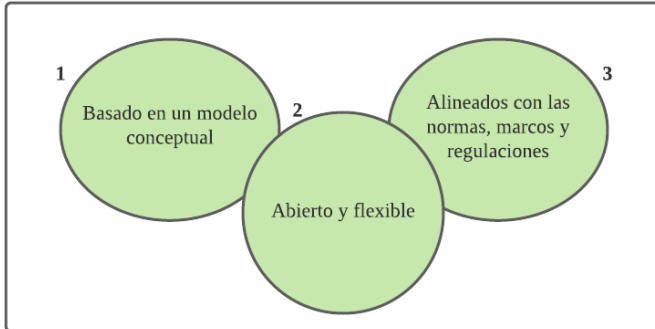 1
Basado en un modelo
conceptual
2
Abierto y flexible
3
Alineados con las
normas, marcos y
regulaciones